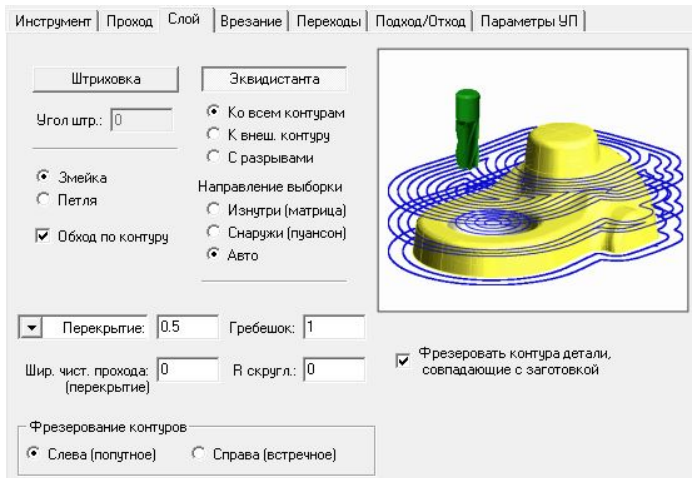 Инструмент Проход Слой Врезание Переходы Подход/Отход Параметры УП
Штриховка
Эквидистанта
Угол штр.: 0
Ко всем контурам
К внеш. контуру
С разрывами
Змейка
Петля
Обход по контуру
Направление выборки
Изнутри (матрица)
Снаружи (пуансон)
Авто
Перекрытие: 0.5 Гребешок: 1
Шир. чист. прохода: 0 R скругл.: 0
(перекрытие)
Фрезеровать контура детали,
совпадающие с заготовкой
Фрезерование контуров
Слева (попутное) Справа (встречное)